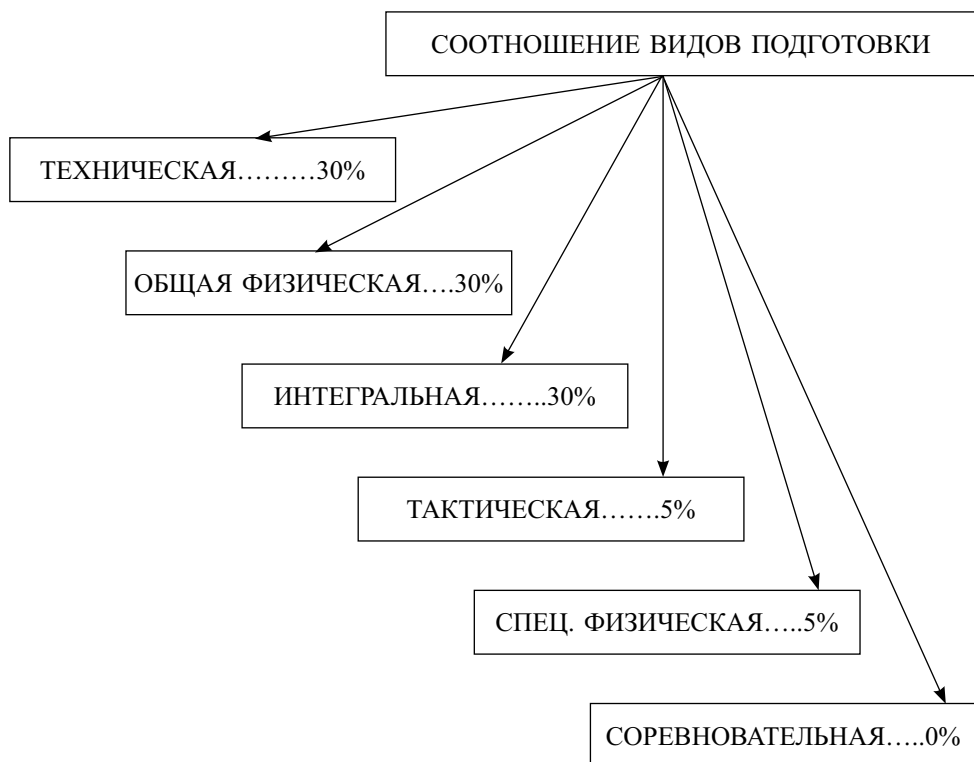 СООТНОШЕНИЕ ВИДОВ ПОДГОТОВКИ
ТЕХНИЧЕСКАЯ………30%
ОБЩАЯ ФИЗИЧЕСКАЯ….30%
ИНТЕГРАЛЬНАЯ……..30%
ТАКТИЧЕСКАЯ…….5%
СПЕЦ. ФИЗИЧЕСКАЯ…..5%
СОРЕВНОВАТЕЛЬНАЯ…..0%